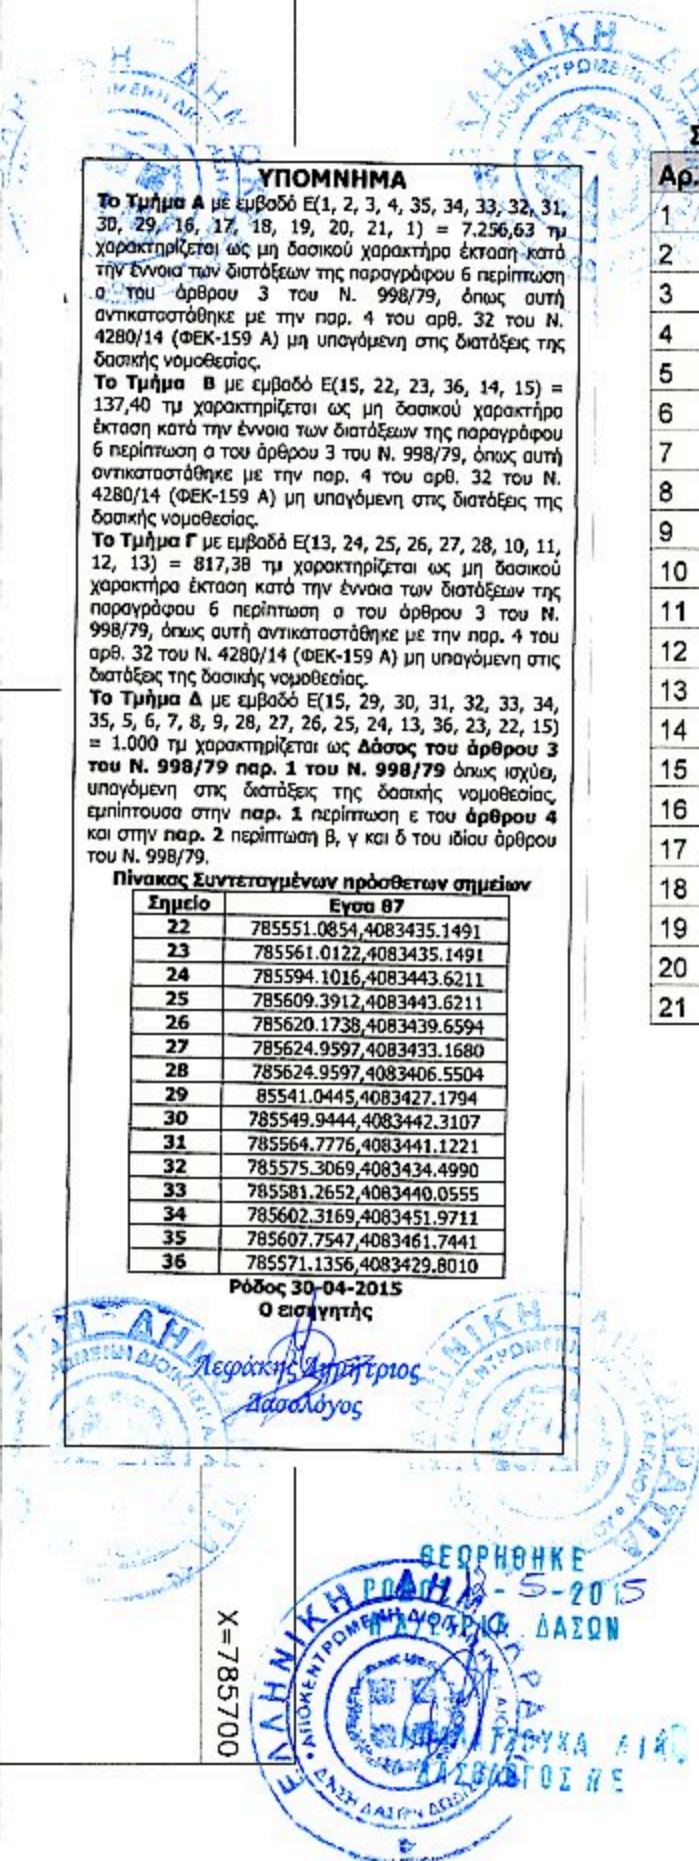 ΥΠΟΜΝΗΜΑ
Το Τμήμα Α με εμβαδό Ε(1, 2, 3, 4, 35, 34, 33, 32, 31,
30, 29, 16, 17, 18, 19, 20, 21, 1) = 7.256,63 τμ
χαρακτηρίζεται ως μη δασικού χαρακτήρα έκταση κατά
την έννοια των διατάξεων της παραγράφου 6 περίπτωση
α του άρθρου 3 του Ν. 998/79, όπως αυτή
αντικαταστάθηκε με την παρ. 4 του αρθ. 32 του Ν.
4280/14 (ΦΕΚ-159 Α) μη υπαγόμενη στις διατάξεις της
δασικής νομοθεσίας.
Το Τμήμα Β με εμβαδό Ε(15, 22, 23, 36, 14, 15) =
137,40 τμ χαρακτηρίζεται ως μη δασικού χαρακτήρα
έκταση κατά την έννοια των διατάξεων της παραγράφου
6 περίπτωση α του άρθρου 3 του Ν. 998/79, όπως αυτή
αντικαταστάθηκε με την παρ. 4 του αρθ. 32 του Ν.
4280/14 (ΦΕΚ-159 Α) μη υπαγόμενη στις διατάξεις της
δασικής νομοθεσίας.
Το Τμήμα Γ με εμβαδό Ε(13, 24, 25, 26, 27, 28, 10, 11,
12, 13) = 817,38 τμ χαρακτηρίζεται ως μη δασικού
χαρακτήρα έκταση κατά την έννοια των διατάξεων της
παραγράφου 6 περίπτωση α του άρθρου 3 του Ν.
998/79, όπως αυτή αντικαταστάθηκε με την παρ. 4 του
αρθ. 32 του Ν. 4280/14 (ΦΕΚ-159 Α) μη υπαγόμενη στις
διατάξεις της δασικής νομοθεσίας.
Το Τμήμα Δ με εμβαδό Ε(15, 29, 30, 31, 32, 33, 34,
35, 5, 6, 7, 8, 9, 28, 27, 26, 25, 24, 13, 36, 23, 22, 15)
= 1.000 τμ χαρακτηρίζεται ως Δάσος του άρθρου 3
του Ν. 998/79 παρ. 1 του Ν. 998/79 όπως ισχύει,
υπαγόμενη στις διατάξεις της δασικής νομοθεσίας,
εμπίπτουσα στην παρ. 1 περίπτωση ε του άρθρου 4
και στην παρ. 2 περίπτωση β, γ και δ του ιδίου άρθρου
του Ν. 998/79.
Πίνακας Συντεταγμένων πρόσθετων σημείων
Σημείο Εγσα 87
22 785551.0854,4083435.1491
23 785561.0122,4083435.1491
24 785594.1016,4083443.6211
25 785609.3912,4083443.6211
26 785620.1738,4083439.6594
27 785624.9597,4083433.1680
28 785624.9597,4083406.5504
29 85541.0445,4083427.1794
30 785549.9444,4083442.3107
31 785564.7776,4083441.1221
32 785575.3069,4083434.4990
33 785581.2652,4083440.0555
34 785602.3169,4083451.9711
35 785607.7547,4083461.7441
36 785571.1356,4083429.8010
Ρόδος 30-04-2015
Ο εισηγητής
Λεφάκης Δημήτριος
Δασολόγος
Αρ.
1
2
3
4
5
6
7
8
9
10
11
12
13
14
15
16
17
18
19
20
21
X=785700
ΘΕΩΡΗΘΗΚΕ
12-5-2015
ΔΑΣΩΝ
ΔΑΣΟΛΟΓΟΣ ΠΕ